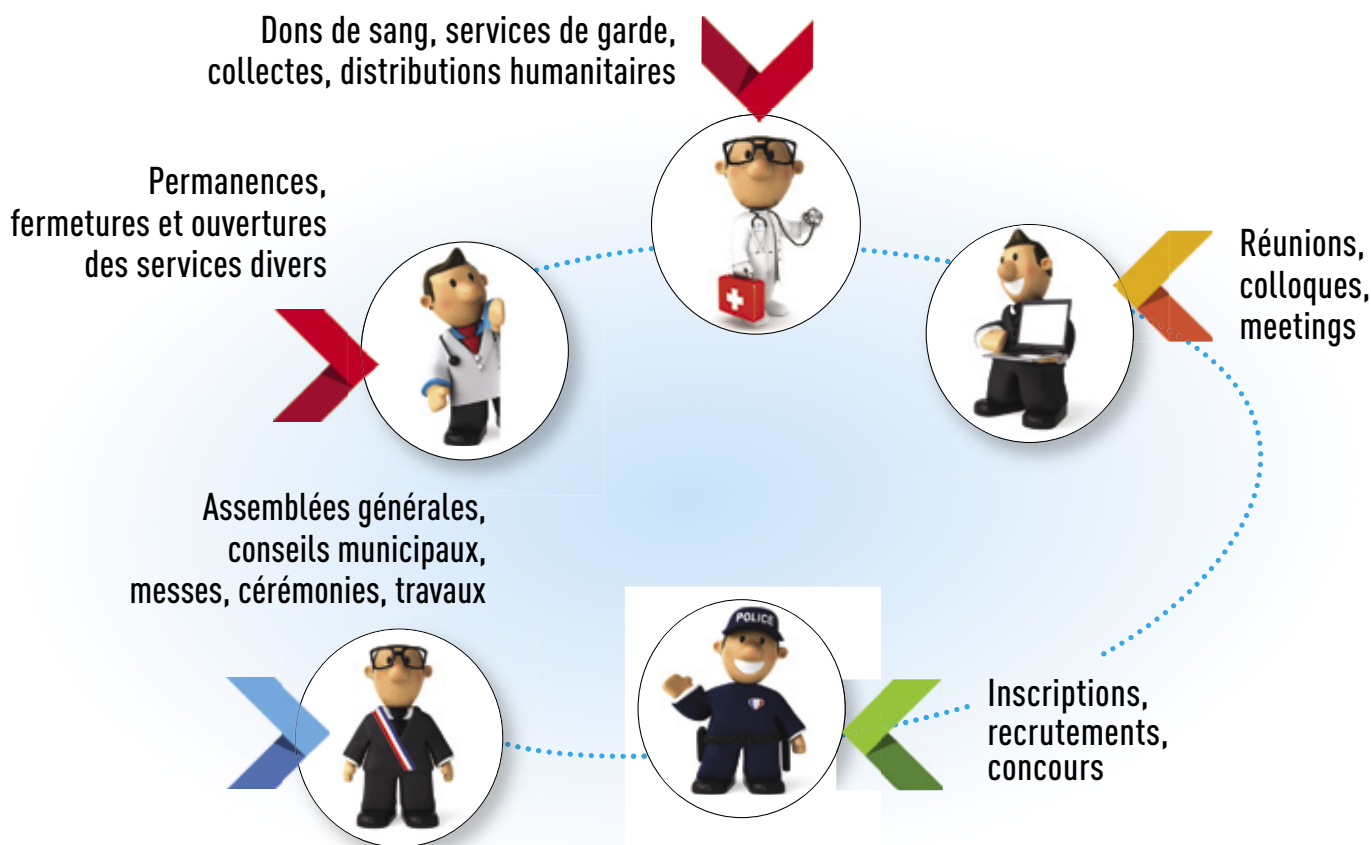 Dons de sang, services de garde,
collectes, distributions humanitaires
Permanences,
fermetures et ouvertures
des services divers
Réunions,
colloques,
meetings
Assemblées générales,
conseils municipaux,
messes, cérémonies, travaux
POLICE
Inscriptions,
recrutements,
concours